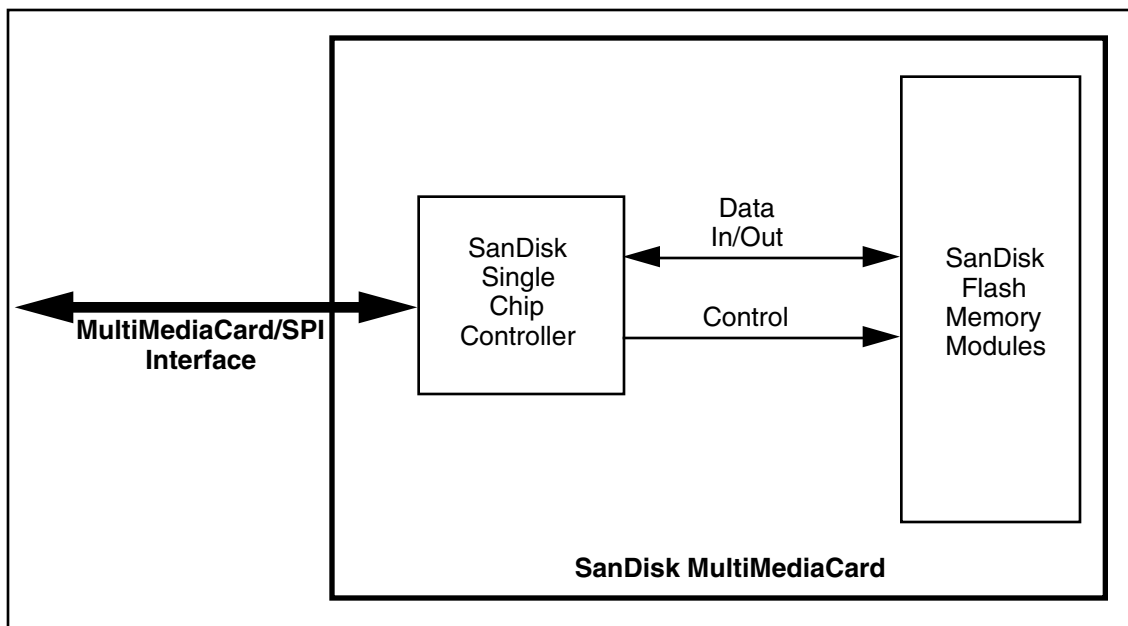 MultiMediaCard/SPI
Interface
SanDisk
Single
Chip
Controller
Data
In/Out
Control
SanDisk
Flash
Memory
Modules
SanDisk MultiMediaCard